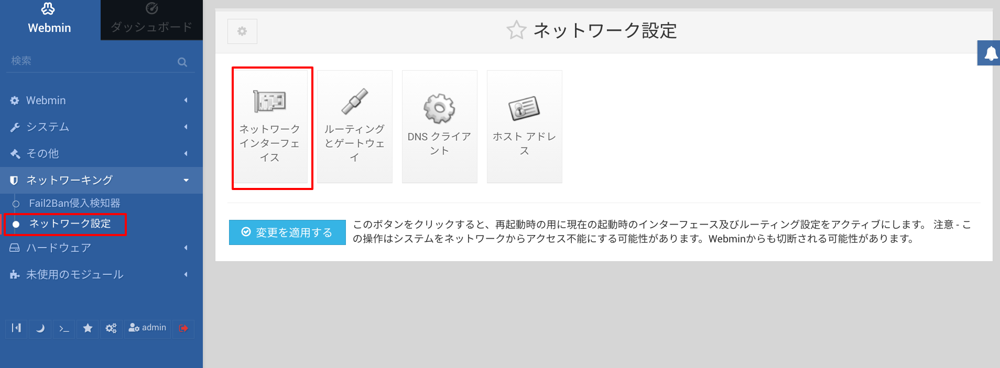 Webmin
ダッシュボード
検索
Webmin
システム
その他
ネットワーキング
Fail2Ban侵入検知器
ネットワーク設定
ハードウェア
未使用のモジュール
admin
ネットワーク設定
ネットワーク
インターフェ
イス
ルーティング
とゲートウェ
イ
DNS クライア
ント
ホスト アドレ
ス
変更を適用する
このボタンをクリックすると、再起動時の用に現在の起動時のインターフェース及びルーティング設定をアクティブにします。 注意 - こ
の操作はシステムをネットワークからアクセス不能にする可能性があります。Webminからも切断される可能性があります。